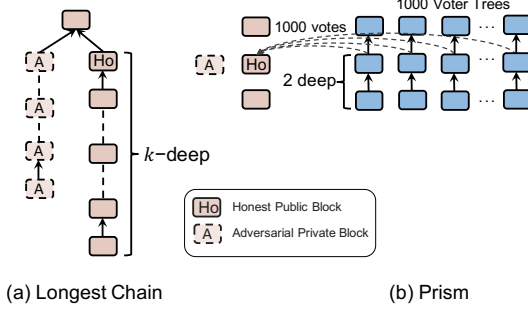 1000 Voter Trees
1000 votes
A Ho A Ho
A
2 deep
k-deep
A
A
Ho Honest Public Block
A Adversarial Private Block
(a) Longest Chain
(b) Prism